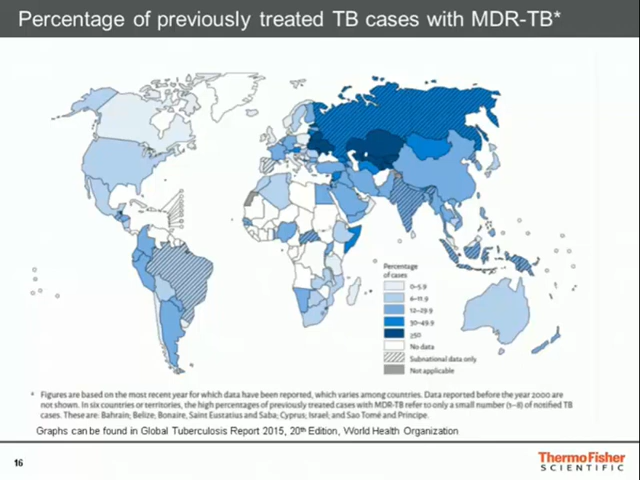 Percentage of previously treated TB cases with MDR-TB*
Percentage
of cases
0–5.9
6–11.9
12–29.9
30–49.9
≥50
No data
Subnational data only
Not applicable
* Figures are based on the most recent year for which data have been reported, which varies among countries. Data reported before the year 2000 are
not shown. In six countries or territories, the high percentages of previously treated cases with MDR-TB refer to only a small number (1–8) of notified TB
cases. These are: Bahrain; Belize; Bonaire, Saint Eustatius and Saba; Cyprus; Israel; and Sao Tomé and Principe.
Graphs can be found in Global Tuberculosis Report 2015, 20th Edition, World Health Organization
16
ThermoFisher
SCIENTIFIC